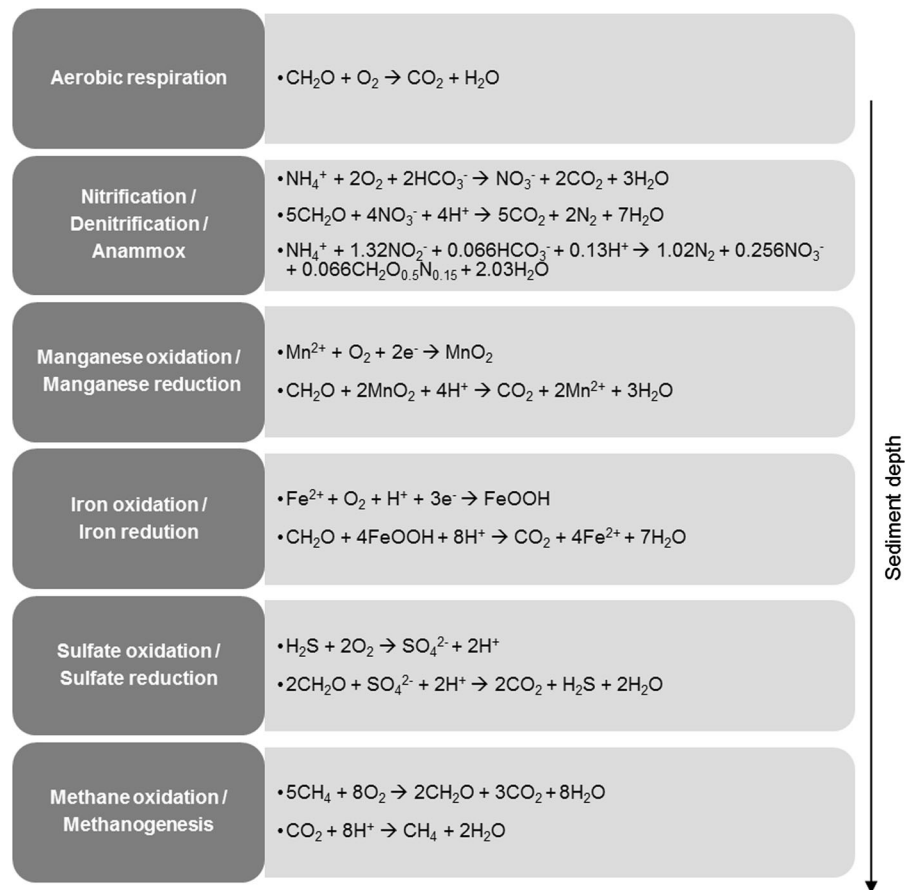 Aerobic respiration
•CH₂O + O₂ → CO₂ + H₂O
Nitrification /
Denitrification /
Anammox
•NH₄⁺ + 2O₂ + 2HCO₃⁻ → NO₃⁻ + 2CO₂ + 3H₂O
•5CH₂O + 4NO₃⁻ + 4H⁺ → 5CO₂ + 2N₂ + 7H₂O
•NH₄⁺ + 1.32NO₂⁻ + 0.066HCO₃⁻ + 0.13H⁺ → 1.02N₂ + 0.256NO₃⁻
+ 0.066CH₂O₀.₅N₀.₁₅ + 2.03H₂O
Manganese oxidation /
Manganese reduction
•Mn²⁺ + O₂ + 2e⁻ → MnO₂
•CH₂O + 2MnO₂ + 4H⁺ → CO₂ + 2Mn²⁺ + 3H₂O
Iron oxidation /
Iron redution
•Fe²⁺ + O₂ + H⁺ + 3e⁻ → FeOOH
•CH₂O + 4FeOOH + 8H⁺ → CO₂ + 4Fe²⁺ + 7H₂O
Sulfate oxidation /
Sulfate reduction
•H₂S + 2O₂ → SO₄²⁻ + 2H⁺
•2CH₂O + SO₄²⁻ + 2H⁺ → 2CO₂ + H₂S + 2H₂O
Methane oxidation /
Methanogenesis
•5CH₄ + 8O₂ → 2CH₂O + 3CO₂ + 8H₂O
•CO₂ + 8H⁺ → CH₄ + 2H₂O
Sediment depth